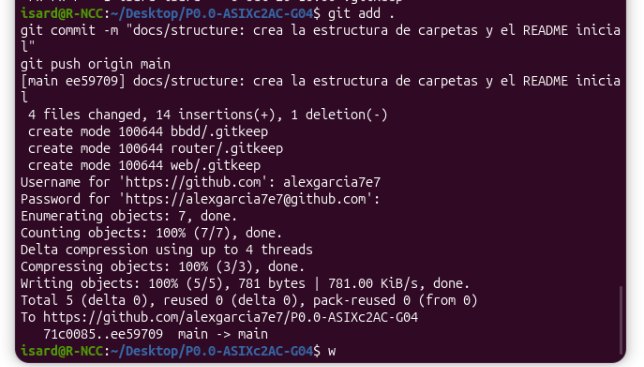 isard@R-NCC:~/Desktop/P0.0-ASIXc2AC-G04$ git add .
git commit -m "docs/structure: crea la estructura de carpetas y el README inicia
l"
git push origin main
[main ee59709] docs/structure: crea la estructura de carpetas y el README inicia
l
 4 files changed, 14 insertions(+), 1 deletion(-)
 create mode 100644 bbdd/.gitkeep
 create mode 100644 router/.gitkeep
 create mode 100644 web/.gitkeep
Username for 'https://github.com': alexgarcia7e7
Password for 'https://alexgarcia7e7@github.com':
Enumerating objects: 7, done.
Counting objects: 100% (7/7), done.
Delta compression using up to 4 threads
Compressing objects: 100% (3/3), done.
Writing objects: 100% (5/5), 781 bytes | 781.00 KiB/s, done.
Total 5 (delta 0), reused 0 (delta 0), pack-reused 0 (from 0)
To https://github.com/alexgarcia7e7/P0.0-ASIXc2AC-G04
   71c0085..ee59709  main -> main
isard@R-NCC:~/Desktop/P0.0-ASIXc2AC-G04$ w